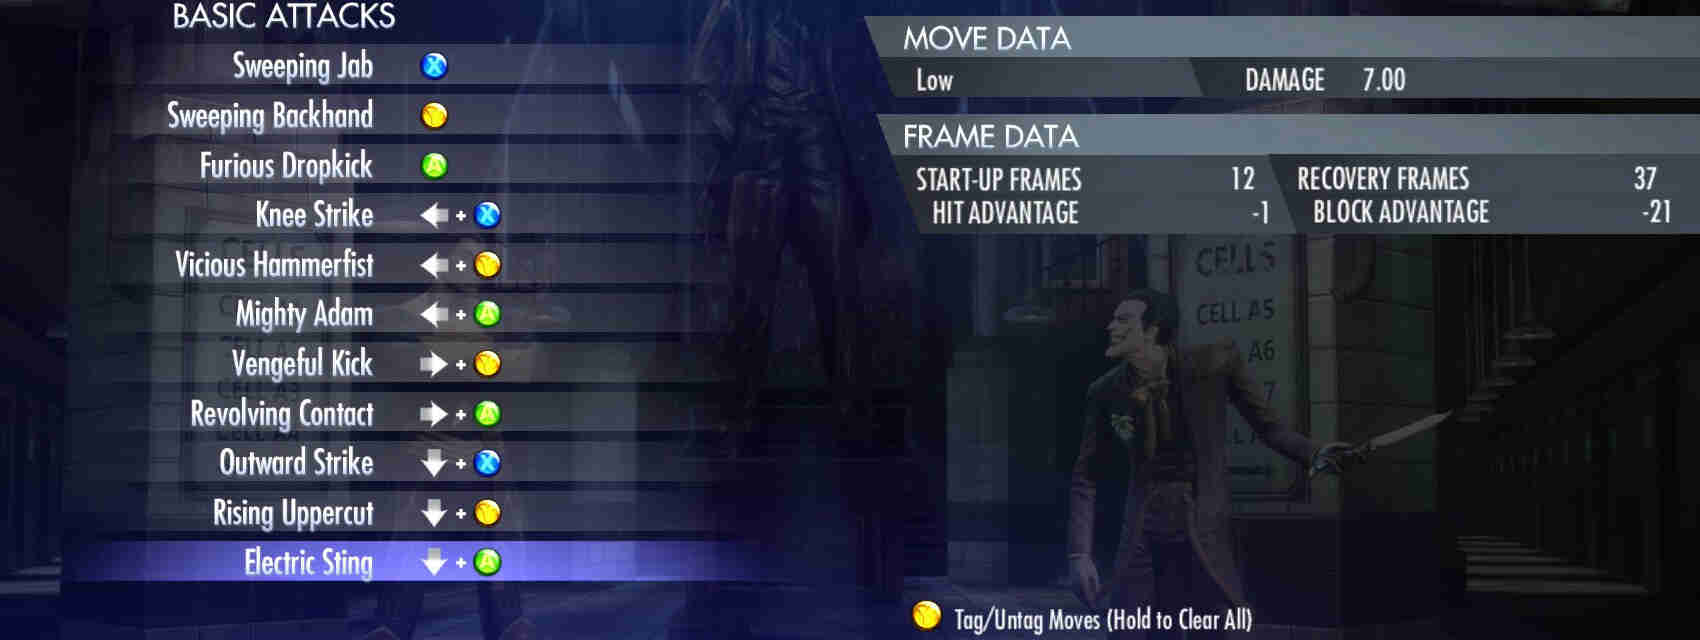 BASIC ATTACKS
Sweeping Jab X
Sweeping Backhand Y
Furious Dropkick A
Knee Strike + X
Vicious Hammerfist + Y
Mighty Adam + A
Vengeful Kick + Y
Revolving Contact + A
Outward Strike + X
Rising Uppercut + Y
Electric Sting + A
MOVE DATA
Low DAMAGE 7.00
FRAME DATA
START-UP FRAMES 12 RECOVERY FRAMES 37
HIT ADVANTAGE -1 BLOCK ADVANTAGE -21
CELLS
CELL A5
A6
7
Tag/Untag Moves (Hold to Clear All)